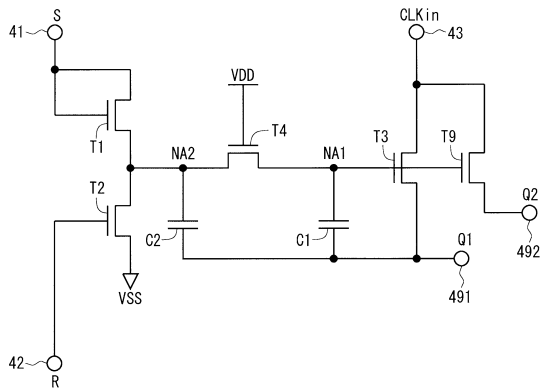 S
CLKin
41
43
VDD
T1
T4
T3
T9
NA2
NA1
T2
Q2
C2
C1
Q1
492
VSS
491
42
R